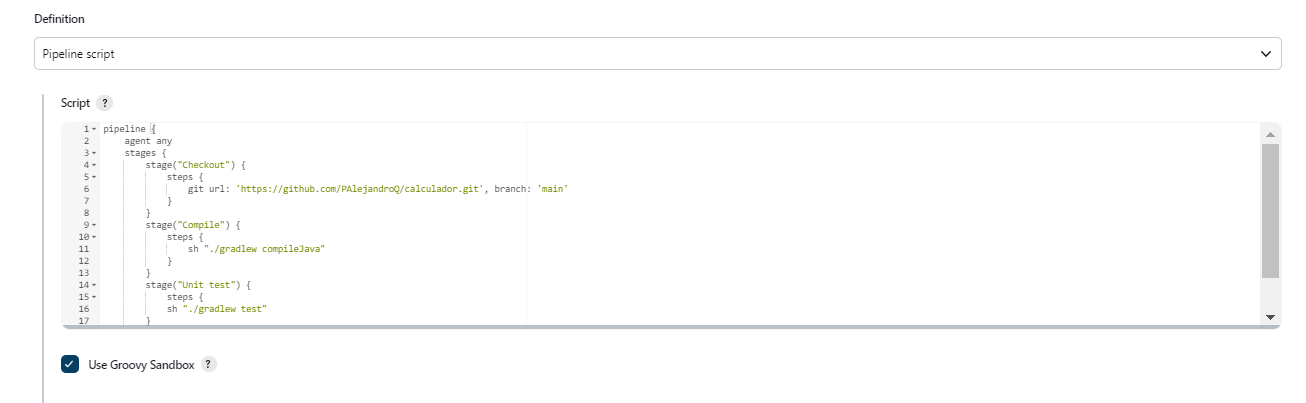 Definition
Pipeline script
Script ?
1 pipeline {
2 agent any
3 stages {
4 stage("Checkout") {
5 steps {
6 git url: 'https://github.com/PAlejandroQ/calculador.git', branch: 'main'
7 }
8 }
9 stage("Compile") {
10 steps {
11 sh "./gradlew compileJava"
12 }
13 }
14 stage("Unit test") {
15 steps {
16 sh "./gradlew test"
17 }
Use Groovy Sandbox ?